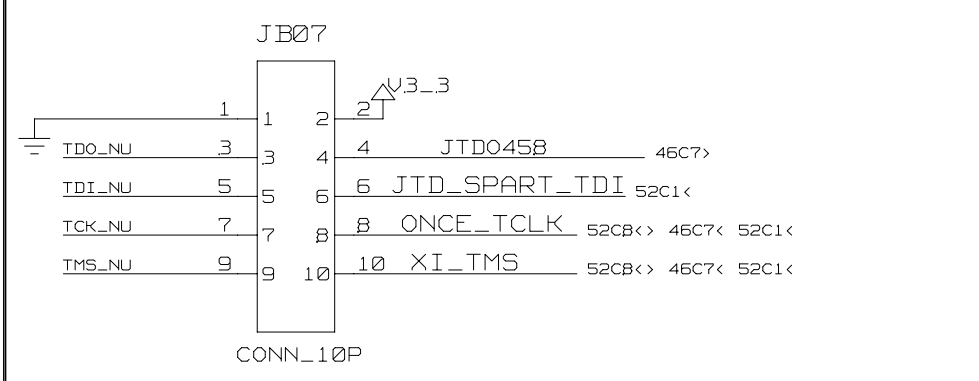 JB07
V3_3
1 1 2 2
TDO_NU 3 3 4 4 JTDO458 46C7>
TDI_NU 5 5 6 6 JTD_SPART_TDI 52C1<
TCK_NU 7 7 8 8 ONCE_TCLK 52C8<> 46C7< 52C1<
TMS_NU 9 9 10 10 XI_TMS 52C8<> 46C7< 52C1<
CONN_10P